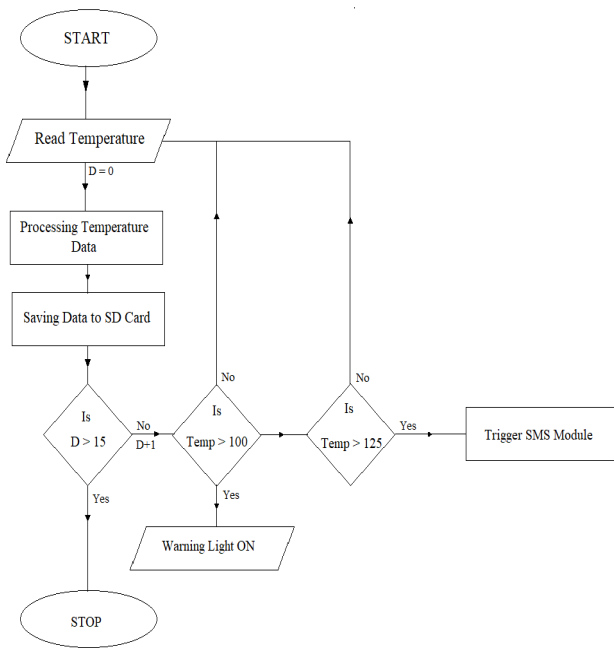 START
Read Temperature
D = 0
Processing Temperature
Data
Saving Data to SD Card
Is
D > 15
No
D+1
Yes
STOP
No
Is
Temp > 100
Yes
Warning Light ON
No
Is
Temp > 125
Yes
Trigger SMS Module